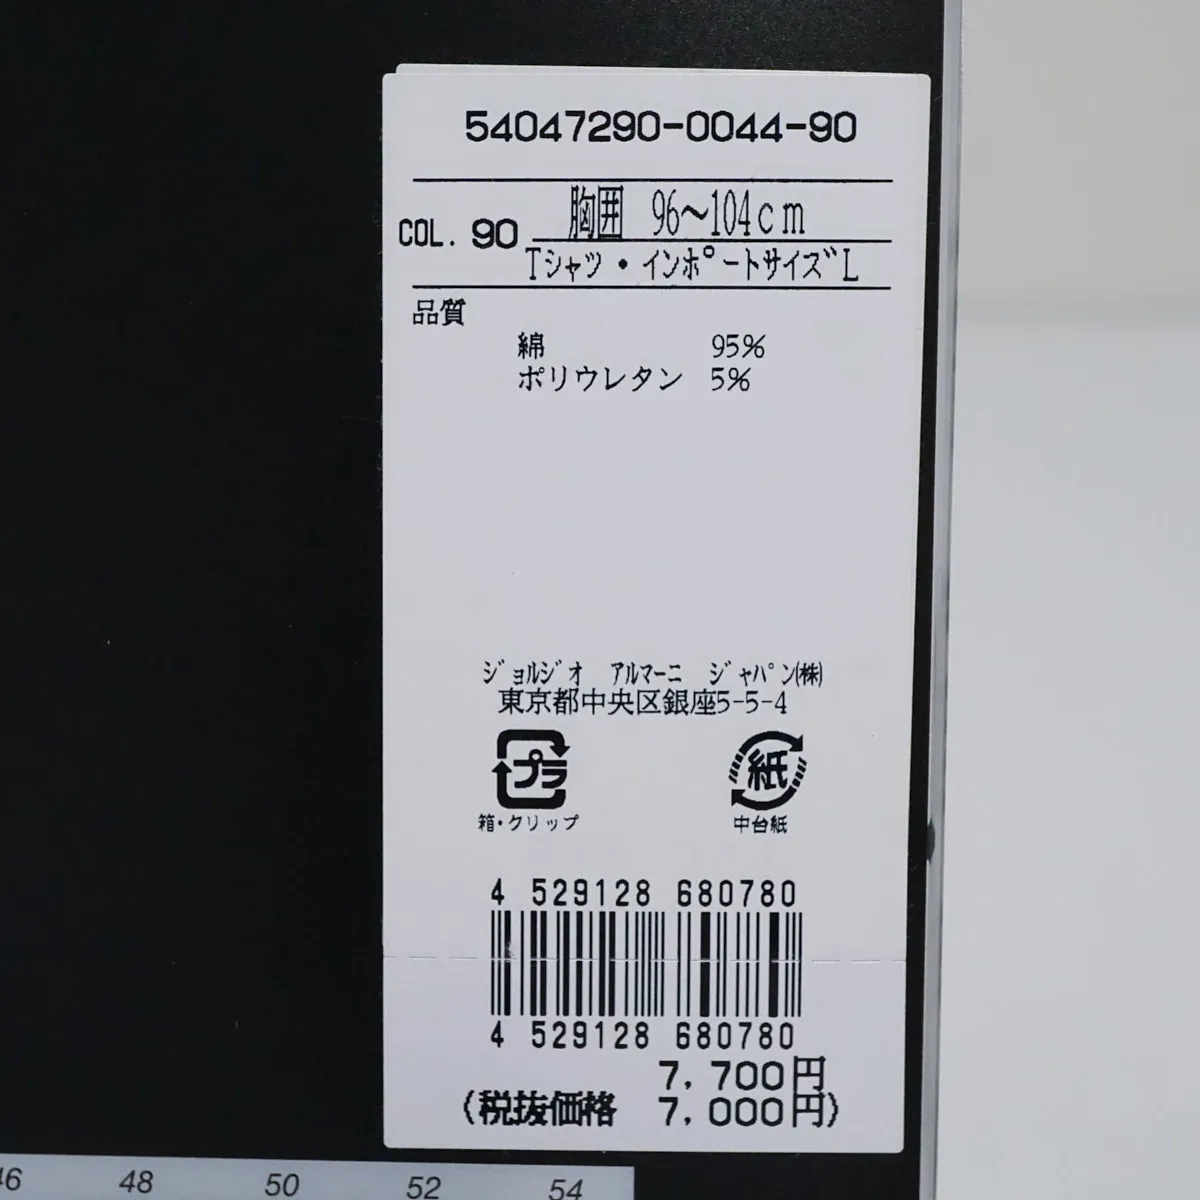 54047290-0044-90
胸囲 96~104cm
COL. 90
Tシャツ・インポートサイズL
品質
綿 95%
ポリウレタン 5%
ジョルジオ アルマーニ ジャパン(株)
東京都中央区銀座5-5-4
プラ
紙
箱・クリップ
中台紙
4 529128 680780
4 529128 680780
7,700円
(税抜価格 7,000円)
46 48 50 52 54